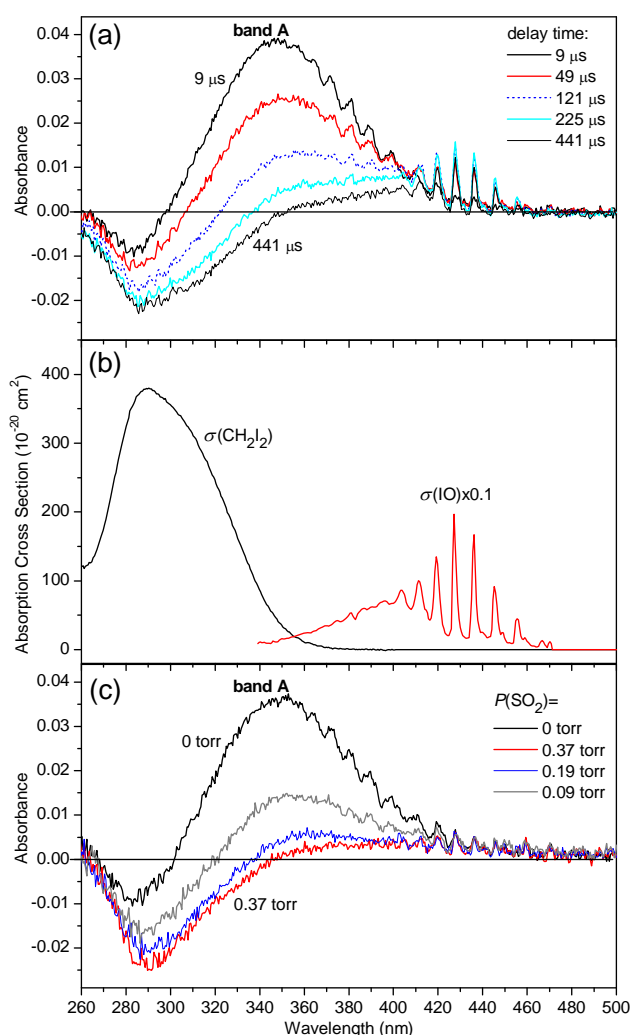 (a)
band A
delay time:
9 μs
49 μs
121 μs
225 μs
441 μs
9 μs
441 μs
Absorbance
0.04
0.03
0.02
0.01
0.00
-0.01
-0.02
(b)
σ(CH₂I₂)
σ(IO)x0.1
Absorption Cross Section (10⁻²⁰ cm²)
400
300
200
100
0
(c)
band A
P(SO₂)=
0 torr
0.37 torr
0.19 torr
0.09 torr
0 torr
0.37 torr
Absorbance
0.04
0.03
0.02
0.01
0.00
-0.01
-0.02
260 280 300 320 340 360 380 400 420 440 460 480 500
Wavelength (nm)